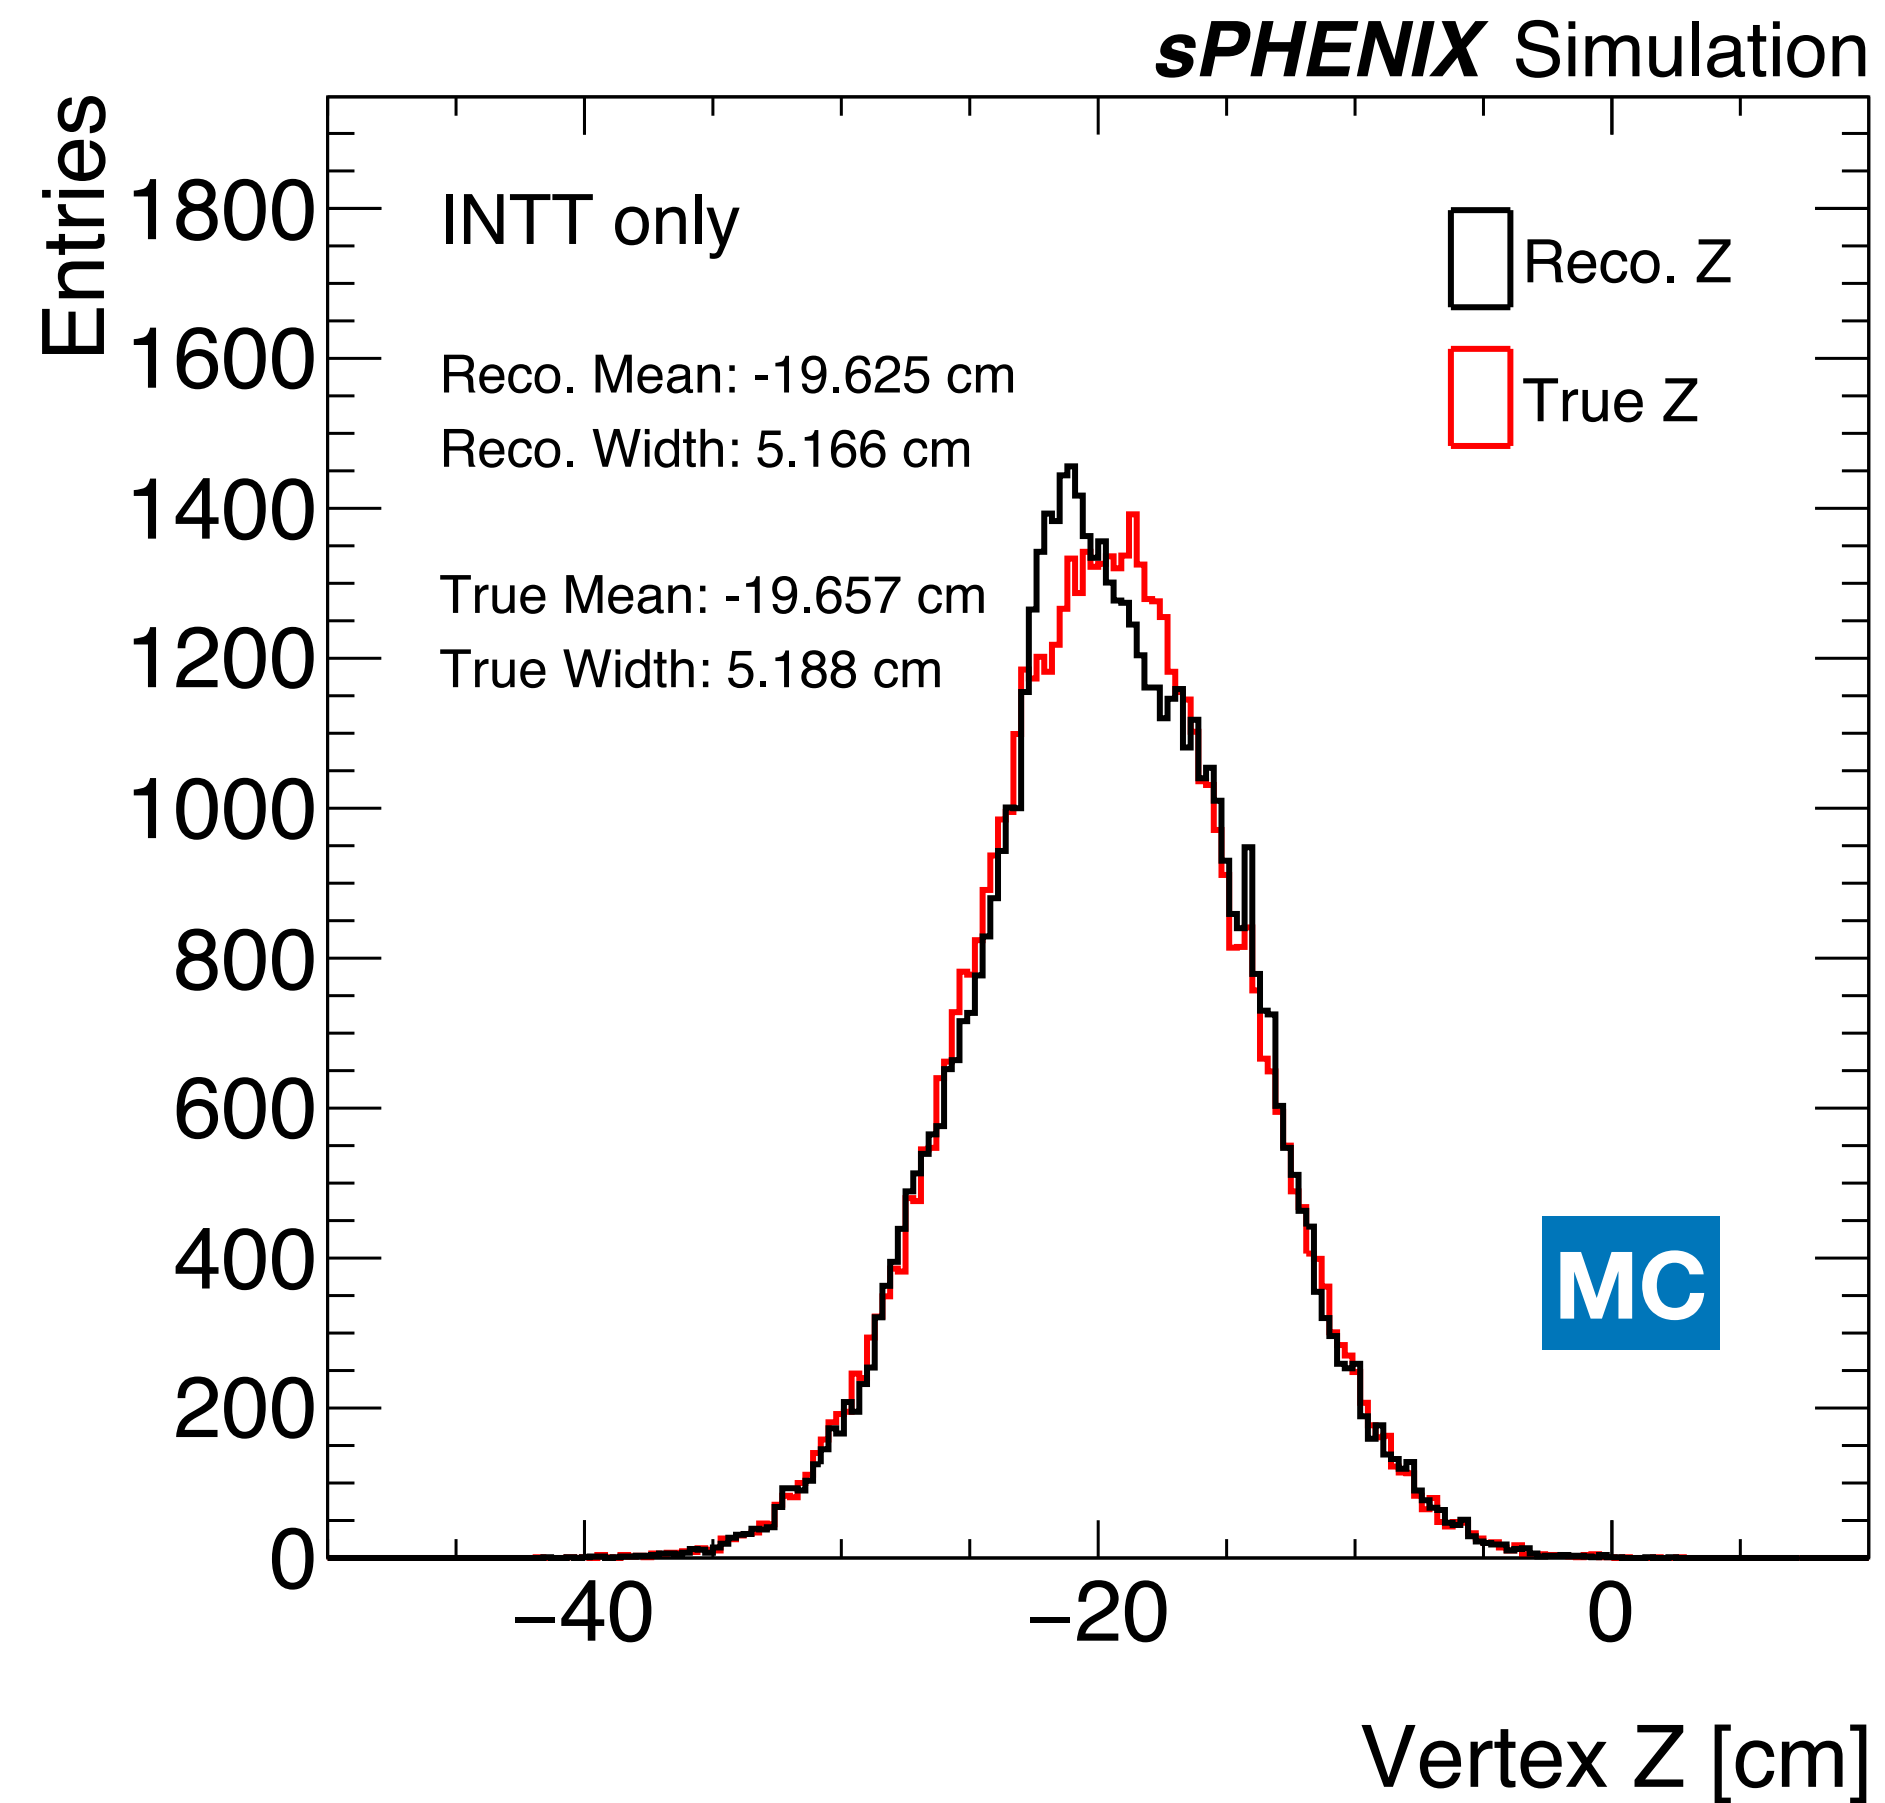 sPHENIX Simulation
Entries
1800
1600
1400
1200
1000
800
600
400
200
0
INTT only
Reco. Mean: -19.625 cm
Reco. Width: 5.166 cm
True Mean: -19.657 cm
True Width: 5.188 cm
Reco. Z
True Z
MC
−40
−20
0
Vertex Z [cm]